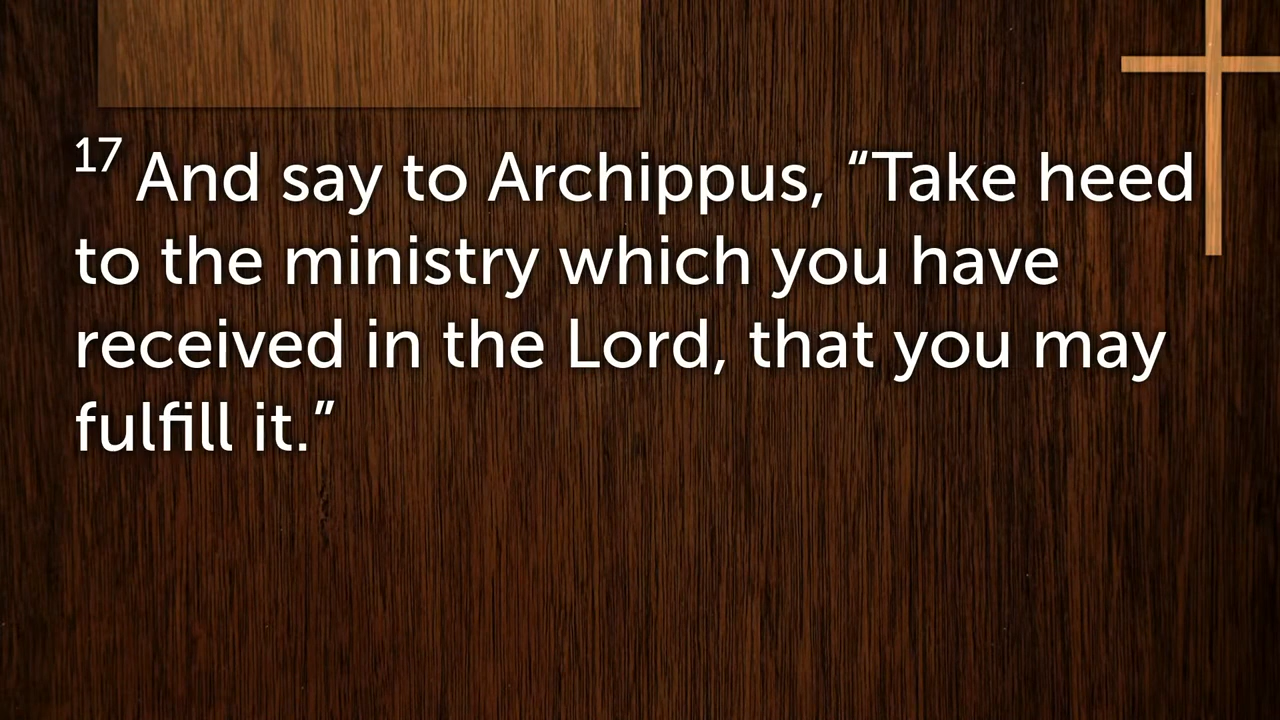 17 And say to Archippus, “Take heed
to the ministry which you have
received in the Lord, that you may
fulfill it.”